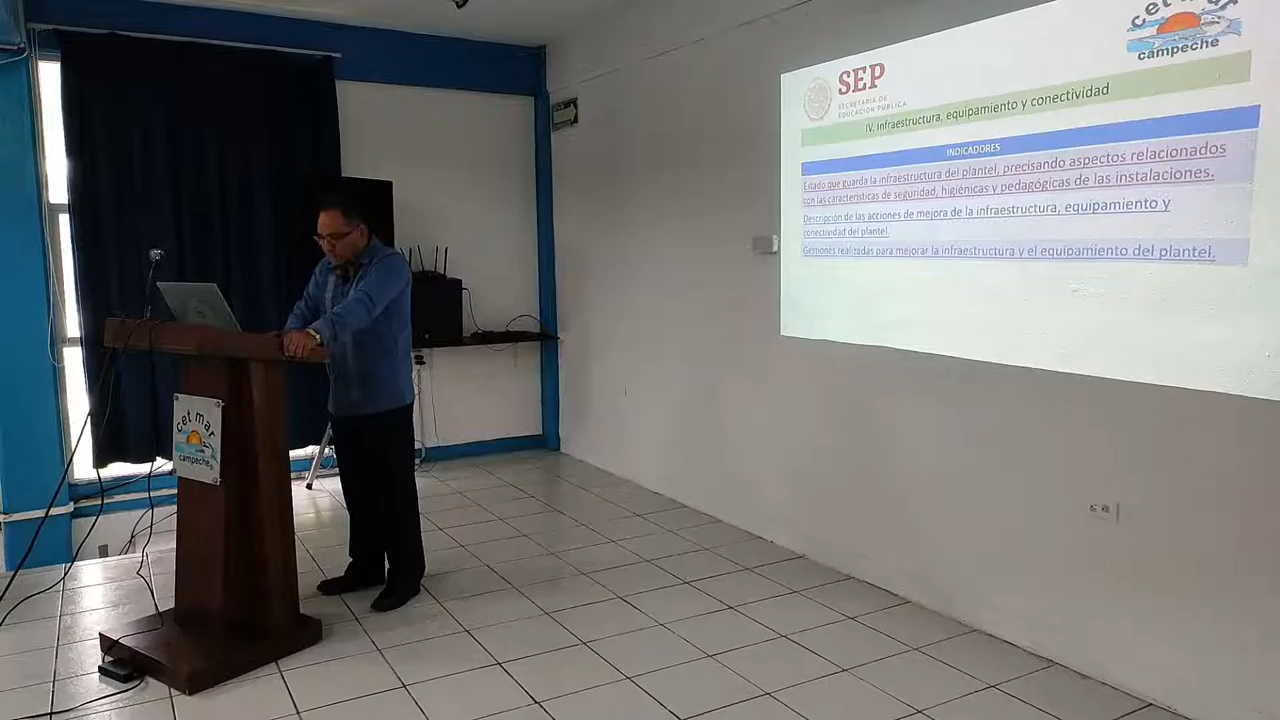 cet mar
campeche
SEP
SECRETARÍA DE
EDUCACIÓN PÚBLICA
IV. Infraestructura, equipamiento y conectividad
INDICADORES
Estado que guarda la infraestructura del plantel, precisando aspectos relacionados
con las características de seguridad, higiénicas y pedagógicas de las instalaciones.
Descripción de las acciones de mejora de la infraestructura, equipamiento y
conectividad del plantel.
Gestiones realizadas para mejorar la infraestructura y el equipamiento del plantel.
cet mar
campeche